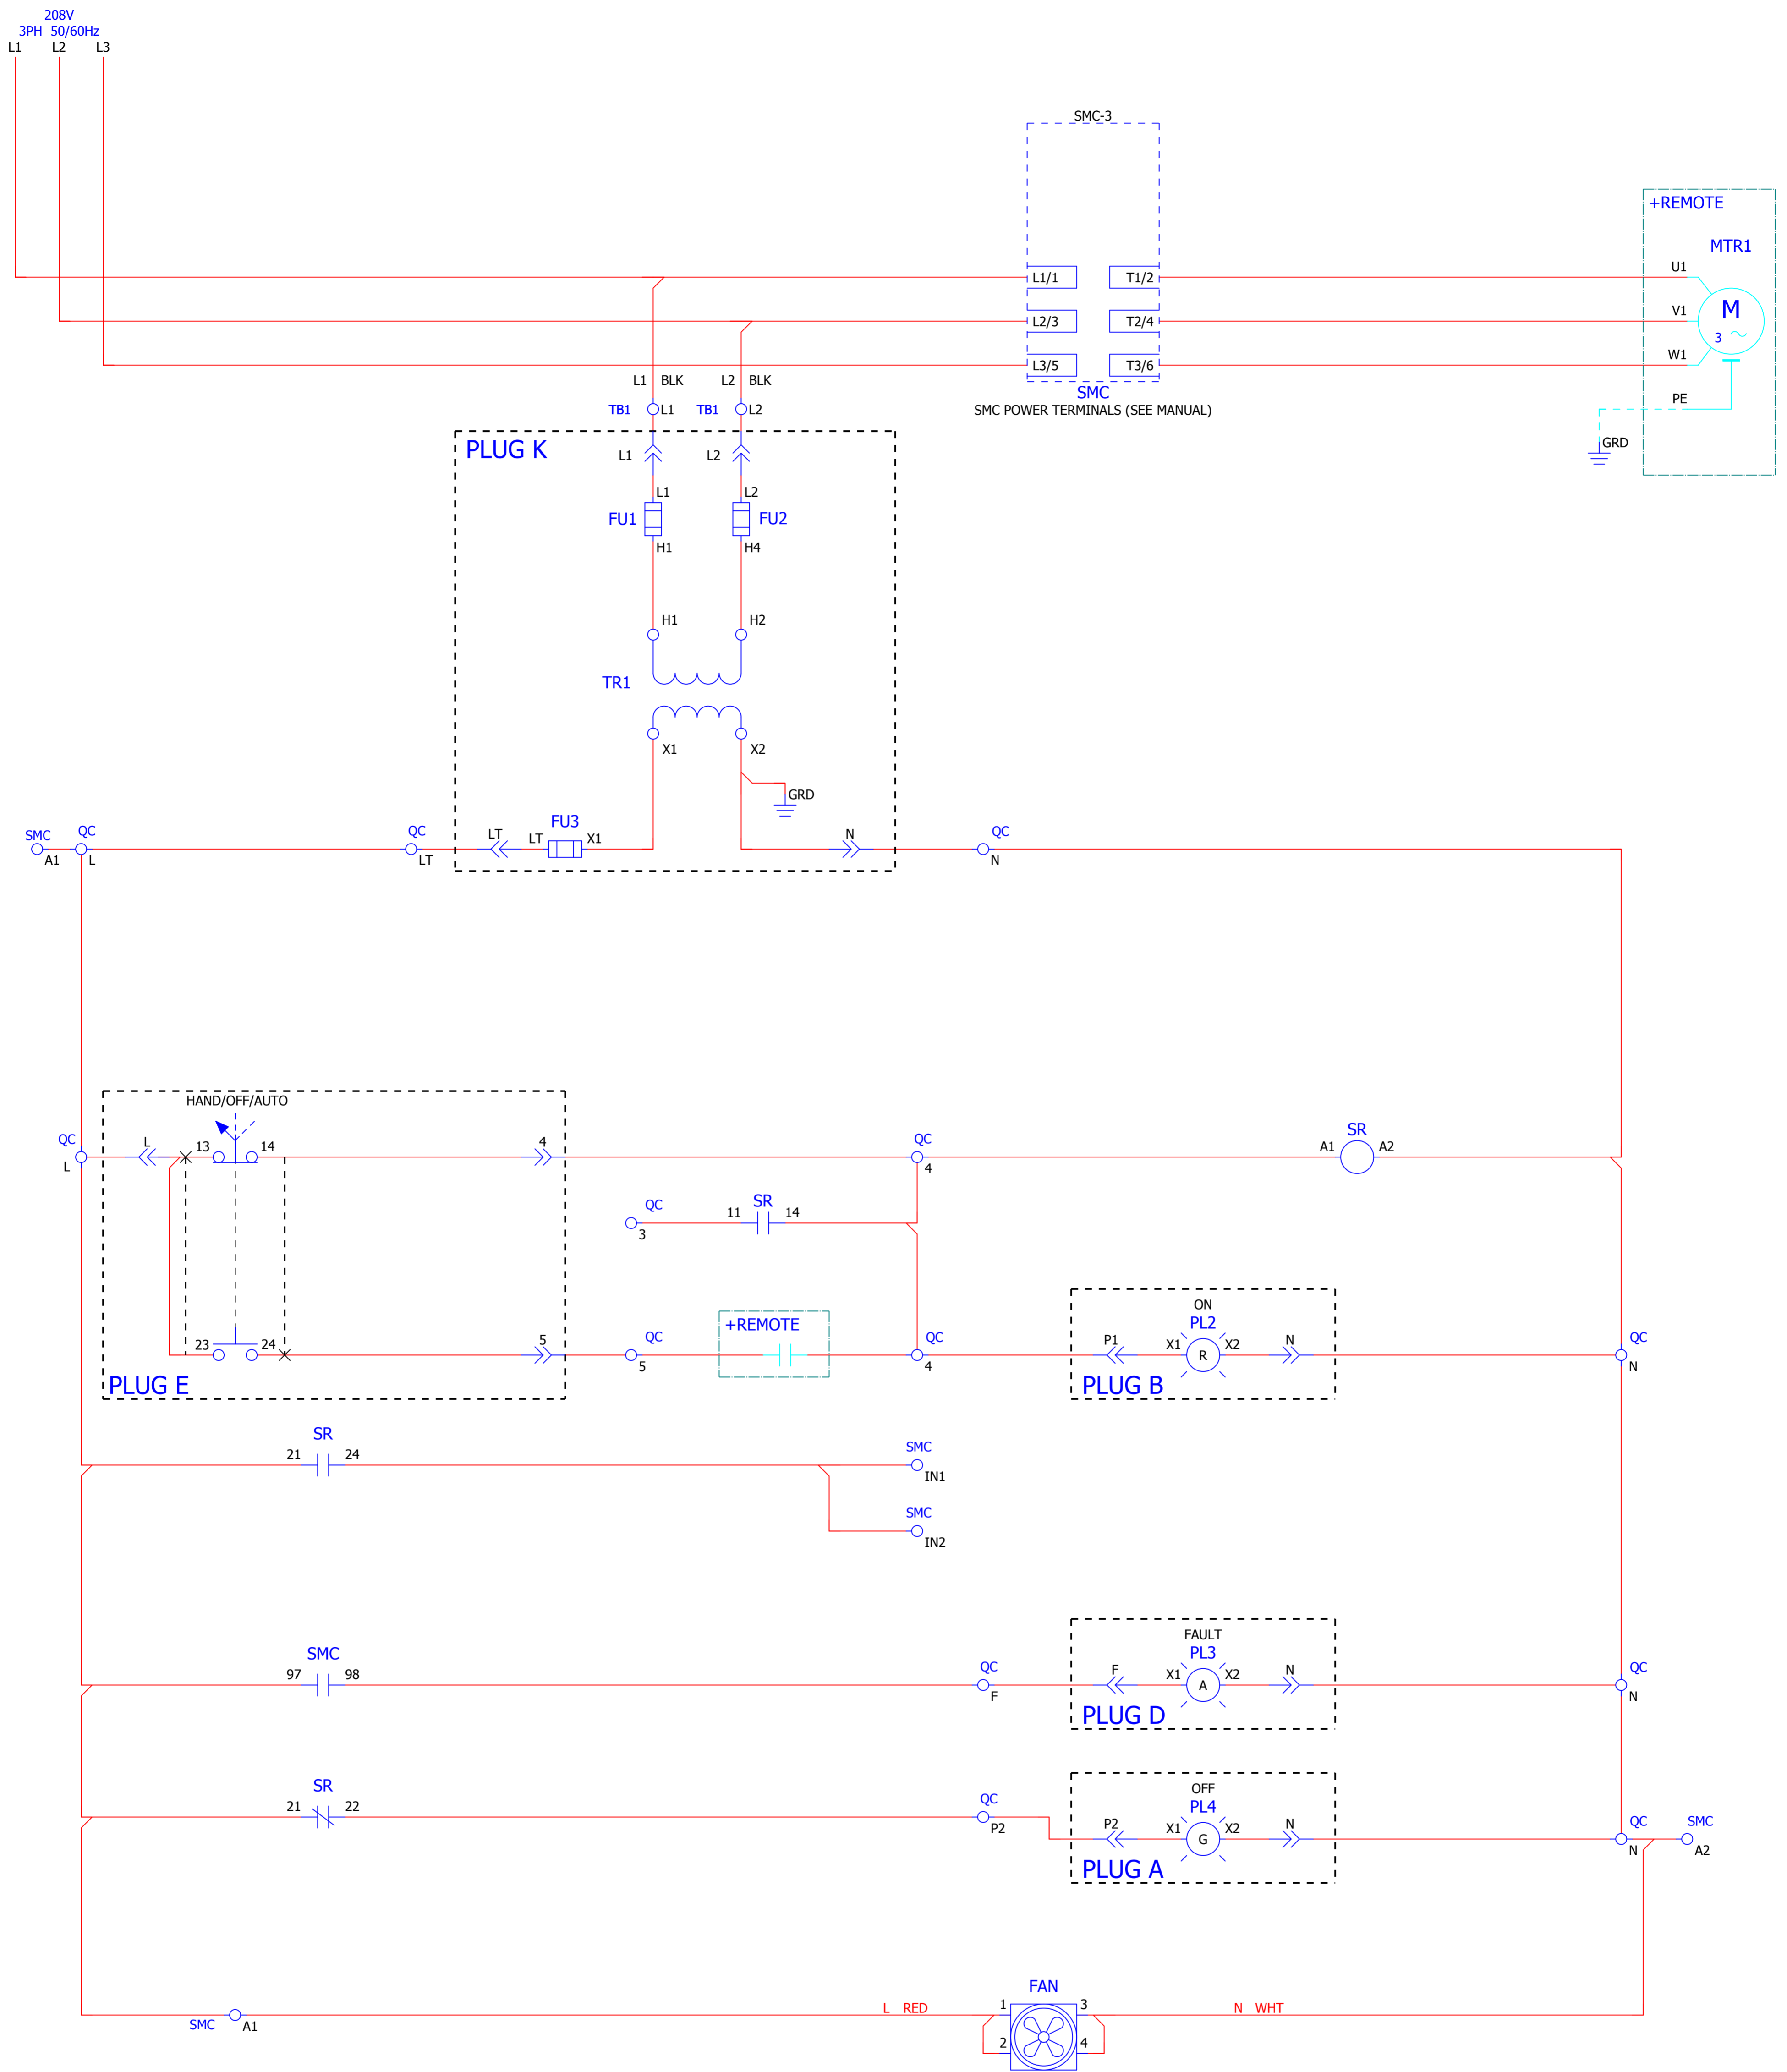 208V
3PH 50/60Hz
L1 L2 L3
SMC-3
+REMOTE
MTR1
U1
L1/1 T1/2
M
3
V1
L2/3 T2/4
W1
L3/5 T3/6
L1 BLK L2 BLK
SMC
SMC POWER TERMINALS (SEE MANUAL)
PE
TB1 L1 TB1 L2
GRD
PLUG K
L1 L2
L1 L2
FU1 FU2
H1 H4
H1 H2
TR1
X1 X2
GRD
SMC QC QC LT FU3 LT X1 N QC
A1 L LT N
HAND/OFF/AUTO
QC L 13 14 4 QC SR A1 A2
L 4
QC 11 SR 14
3
+REMOTE
ON
PL2
23 24 5 QC QC P1 X1 R X2 N QC
5 4 N
PLUG E PLUG B
SR
21 24 SMC
IN1
SMC
IN2
FAULT
SMC PL3
97 98 QC F X1 A X2 N QC
F N
PLUG D
SR OFF
21 22 QC PL4
P2 P2 X1 G X2 N QC SMC
N A2
PLUG A
FAN
L RED 1 3 N WHT
SMC A1
2 4